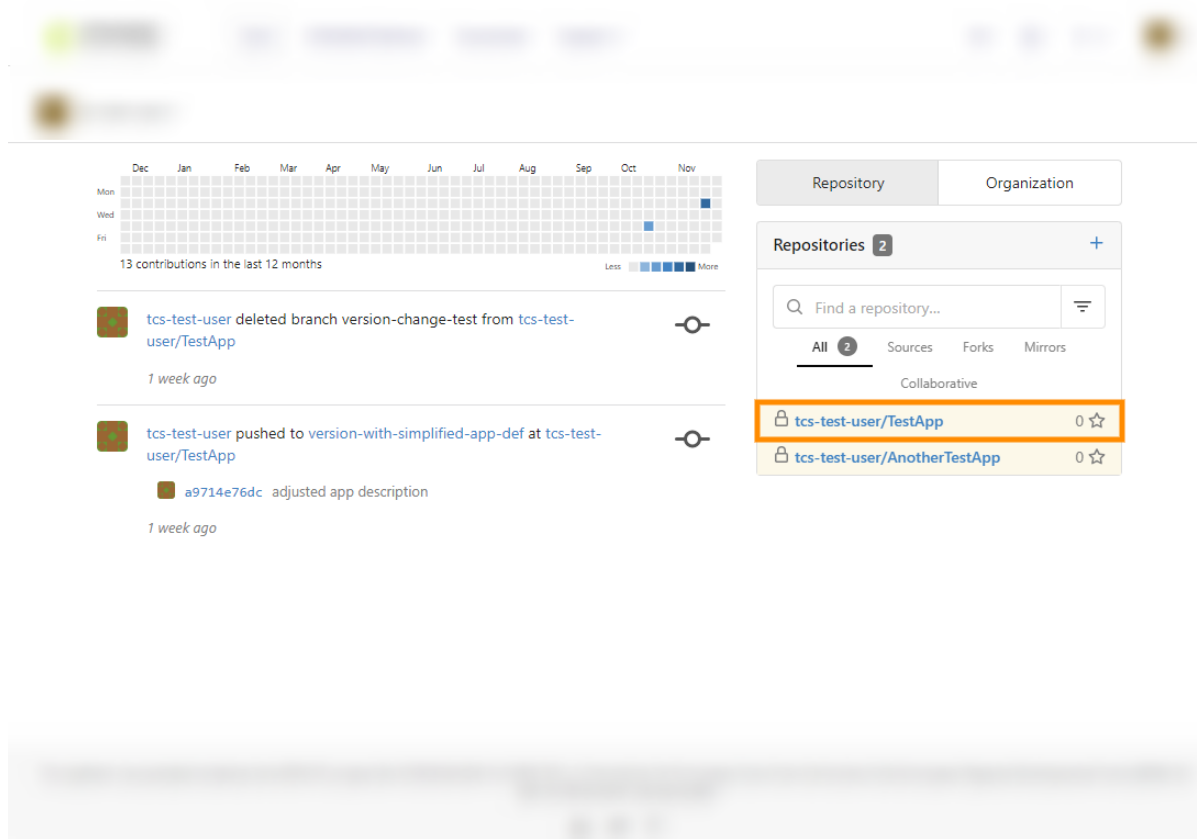 Dec Jan Feb Mar Apr May Jun Jul Aug Sep Oct Nov
Mon
Wed
Fri
13 contributions in the last 12 months
Less More
tcs-test-user deleted branch version-change-test from tcs-test-
user/TestApp
1 week ago
tcs-test-user pushed to version-with-simplified-app-def at tcs-test-
user/TestApp
a9714e76dc adjusted app description
1 week ago
Repository Organization
Repositories 2 +
Find a repository...
All 2 Sources Forks Mirrors
Collaborative
tcs-test-user/TestApp 0
tcs-test-user/AnotherTestApp 0